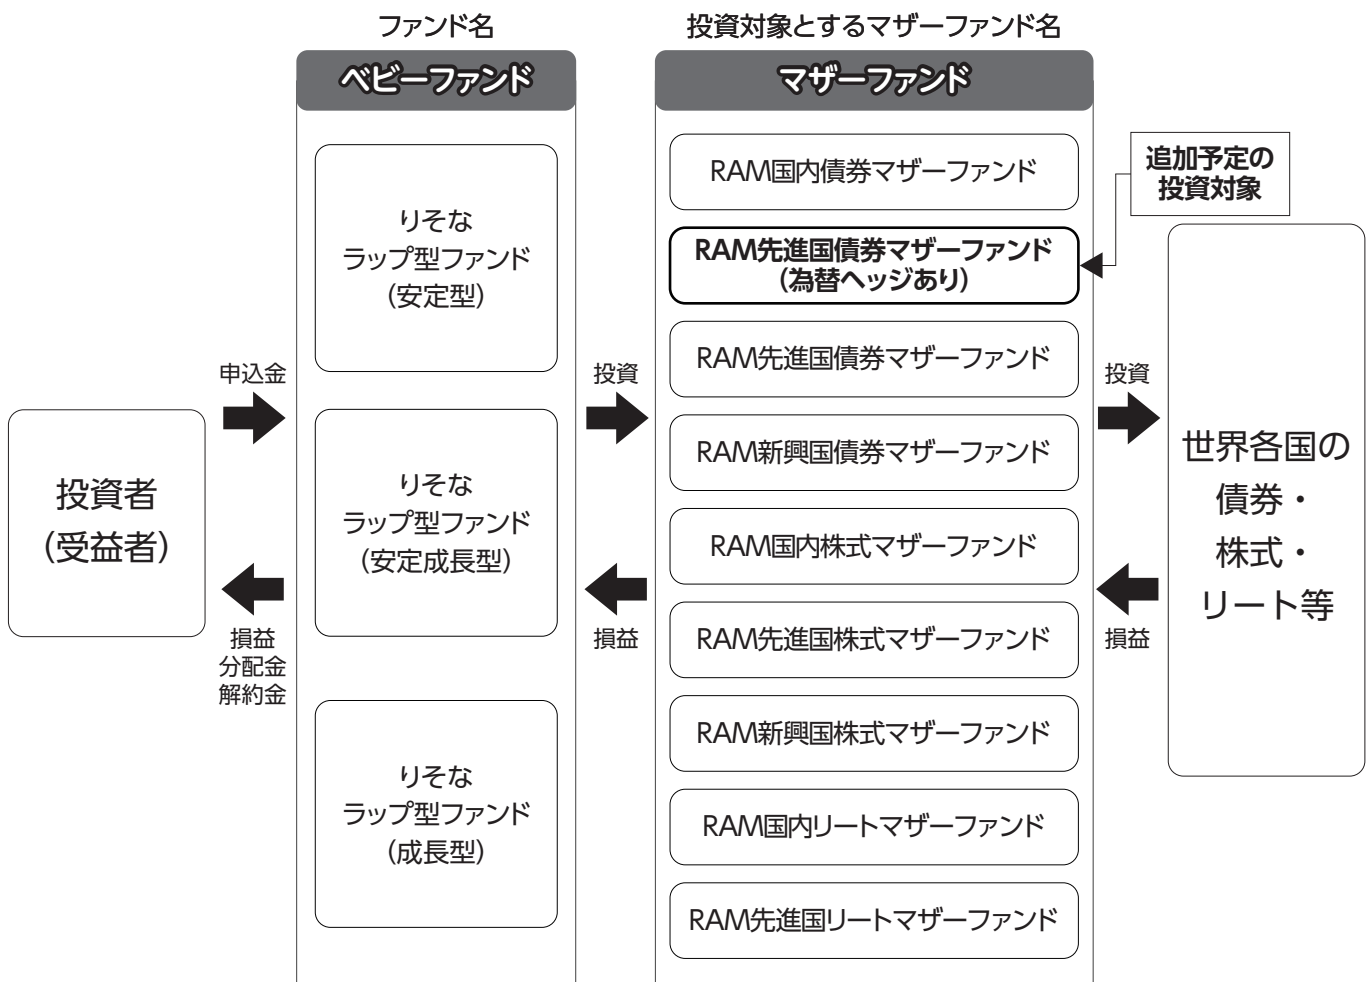 ファンド名
投資対象とするマザーファンド名
ベビーファンド
マザーファンド
投資者
（受益者）
申込金
損益
分配金
解約金
りそな
ラップ型ファンド
（安定型）
りそな
ラップ型ファンド
（安定成長型）
りそな
ラップ型ファンド
（成長型）
投資
損益
RAM国内債券マザーファンド
RAM先進国債券マザーファンド
（為替ヘッジあり）
RAM先進国債券マザーファンド
RAM新興国債券マザーファンド
RAM国内株式マザーファンド
RAM先進国株式マザーファンド
RAM新興国株式マザーファンド
RAM国内リートマザーファンド
RAM先進国リートマザーファンド
追加予定の
投資対象
投資
損益
世界各国の
債券・
株式・
リート等